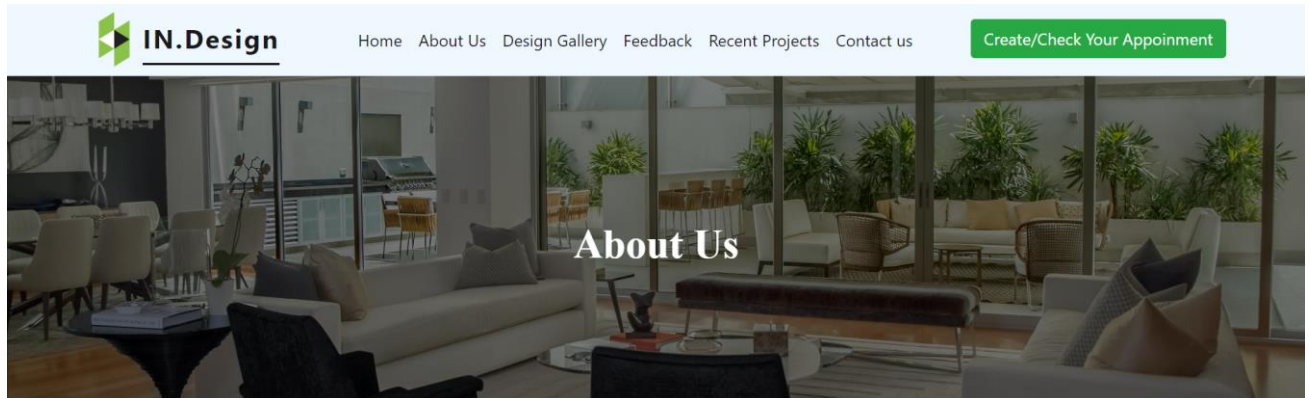 IN.Design
Home About Us Design Gallery Feedback Recent Projects Contact us
Create/Check Your Appoinment
About Us